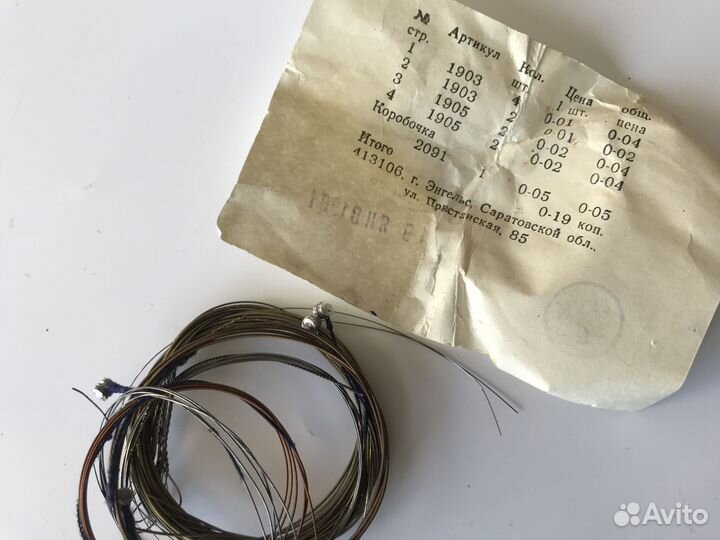 № Артикул Кол. Цена общ.
стр. шт. 1 шт. цена
1 1903 4 0-01 0-04
2 1903 2 0-01 0-02
3 1905 2 0-02 0-04
4 1905 2 0-02 0-04
Коробочка 2091 1 0-05 0-05
Итого 0-19 коп.
413106, г. Энгельс, Саратовской обл.,
ул. Пристанская, 85
Avito